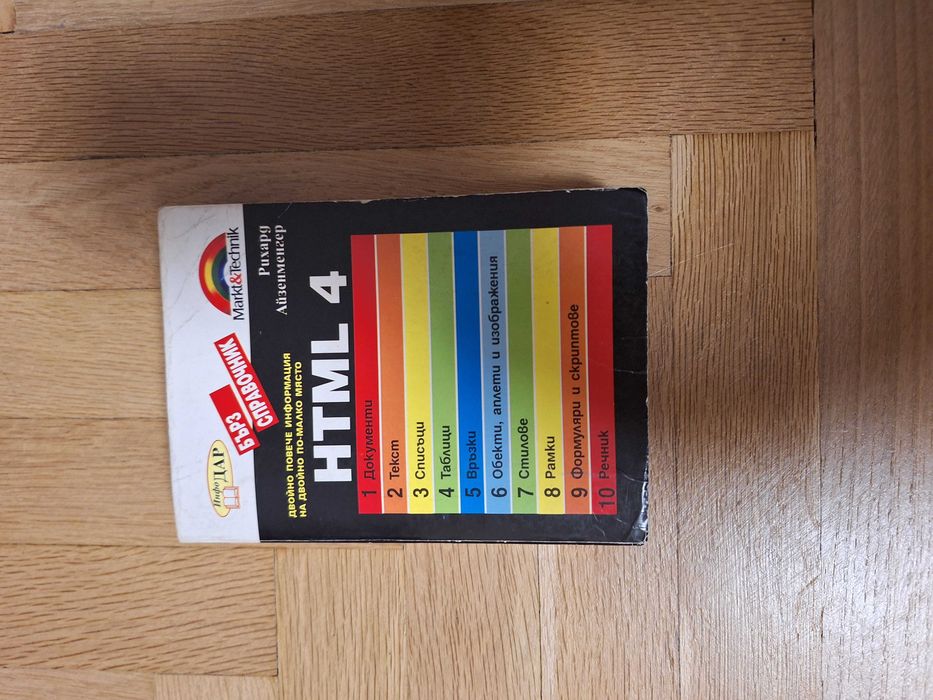 Инфо ДАР
БЪРЗ
СПРАВОЧНИК
Markt&Technik
ДВОЙНО ПОВЕЧЕ ИНФОРМАЦИЯ
НА ДВОЙНО ПО-МАЛКО МЯСТО
Рихард
Айзенменгер
HTML 4
1 Документи
2 Текст
3 Списъци
4 Таблици
5 Връзки
6 Обекти, аплети и изображения
7 Стилове
8 Рамки
9 Формуляри и скриптове
10 Речник